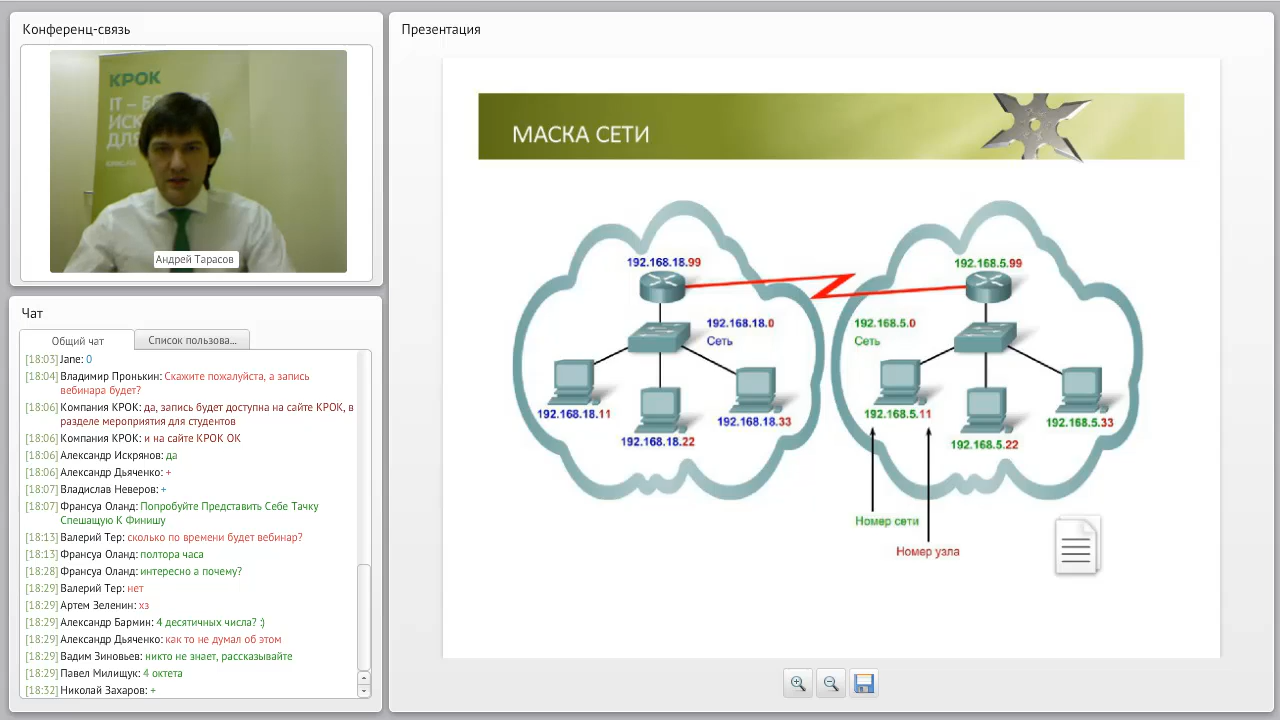 Конференц-связь
КРОК
IT –
ИСК
ДЛЯ
Андрей Тарасов
Чат
Общий чат
Список пользова...
[18:03] Jane: 0
[18:04] Владимир Пронькин: Скажите пожалуйста, а запись
вебинара будет?
[18:06] Компания КРОК: да, запись будет доступна на сайте КРОК, в
разделе мероприятия для студентов
[18:06] Компания КРОК: и на сайте КРОК ОК
[18:06] Александр Искрянов: да
[18:06] Александр Дьяченко: +
[18:07] Владислав Неверов: +
[18:07] Франсуа Оланд: Попробуйте Представить Себе Тачку
Спешащую К Финишу
[18:13] Валерий Тер: сколько по времени будет вебинар?
[18:13] Франсуа Оланд: полтора часа
[18:28] Франсуа Оланд: интересно а почему?
[18:29] Валерий Тер: нет
[18:29] Артем Зеленин: хз
[18:29] Александр Бармин: 4 десятичных числа? :)
[18:29] Александр Дьяченко: как то не думал об этом
[18:29] Вадим Зиновьев: никто не знает, рассказывайте
[18:29] Павел Милищук: 4 октета
[18:32] Николай Захаров: +
Презентация
МАСКА СЕТИ
192.168.18.99
192.168.18.0
Сеть
192.168.18.11
192.168.18.22
192.168.18.33
192.168.5.99
192.168.5.0
Сеть
192.168.5.11
192.168.5.22
192.168.5.33
Номер сети
Номер узла